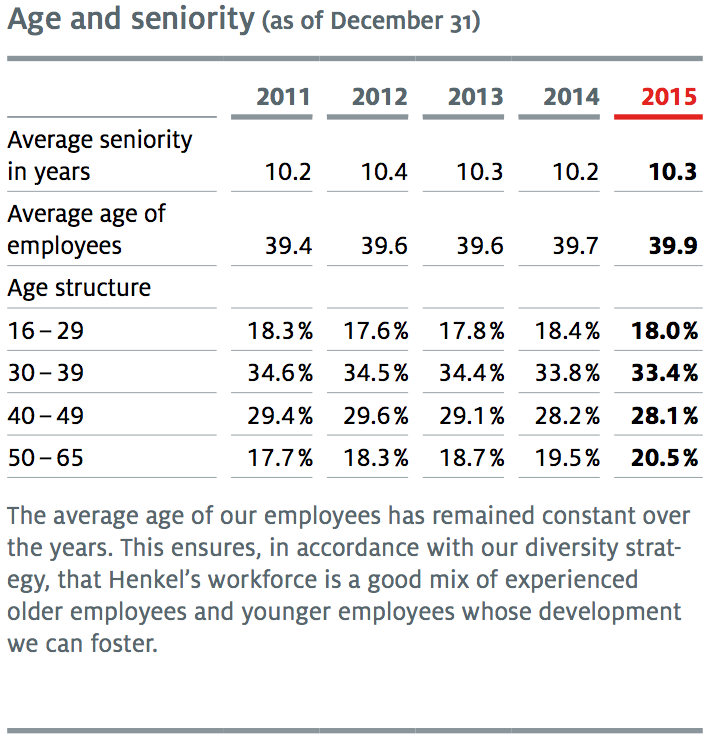 Age and seniority (as of December 31)
2011 2012 2013 2014 2015
Average seniority
in years 10.2 10.4 10.3 10.2 10.3
Average age of
employees 39.4 39.6 39.6 39.7 39.9
Age structure
16 – 29 18.3 % 17.6 % 17.8 % 18.4 % 18.0 %
30 – 39 34.6 % 34.5 % 34.4 % 33.8 % 33.4 %
40 – 49 29.4 % 29.6 % 29.1 % 28.2 % 28.1 %
50 – 65 17.7 % 18.3 % 18.7 % 19.5 % 20.5 %
The average age of our employees has remained constant over
the years. This ensures, in accordance with our diversity strat-
egy, that Henkel’s workforce is a good mix of experienced
older employees and younger employees whose development
we can foster.